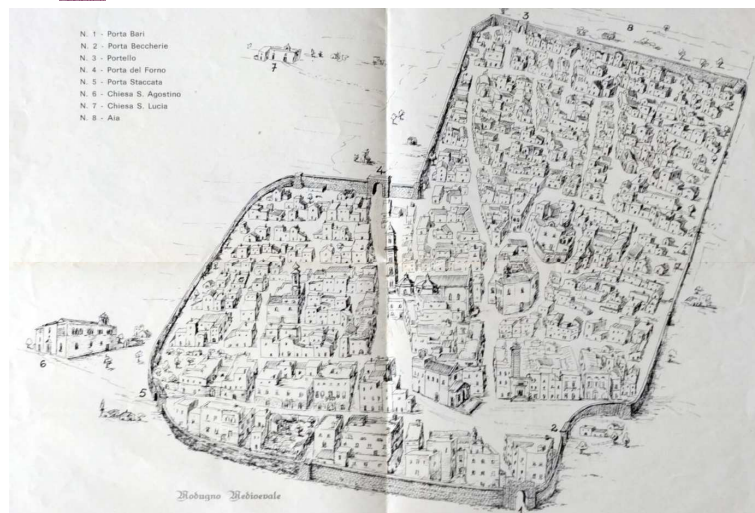 N. 1 - Porta Bari
N. 2 - Porta Beccherie
N. 3 - Portello
N. 4 - Porta del Forno
N. 5 - Porta Staccata
N. 6 - Chiesa S. Agostino
N. 7 - Chiesa S. Lucia
N. 8 - Aia
3
8
7
4
6
5
2
1
Modugno Medioevale